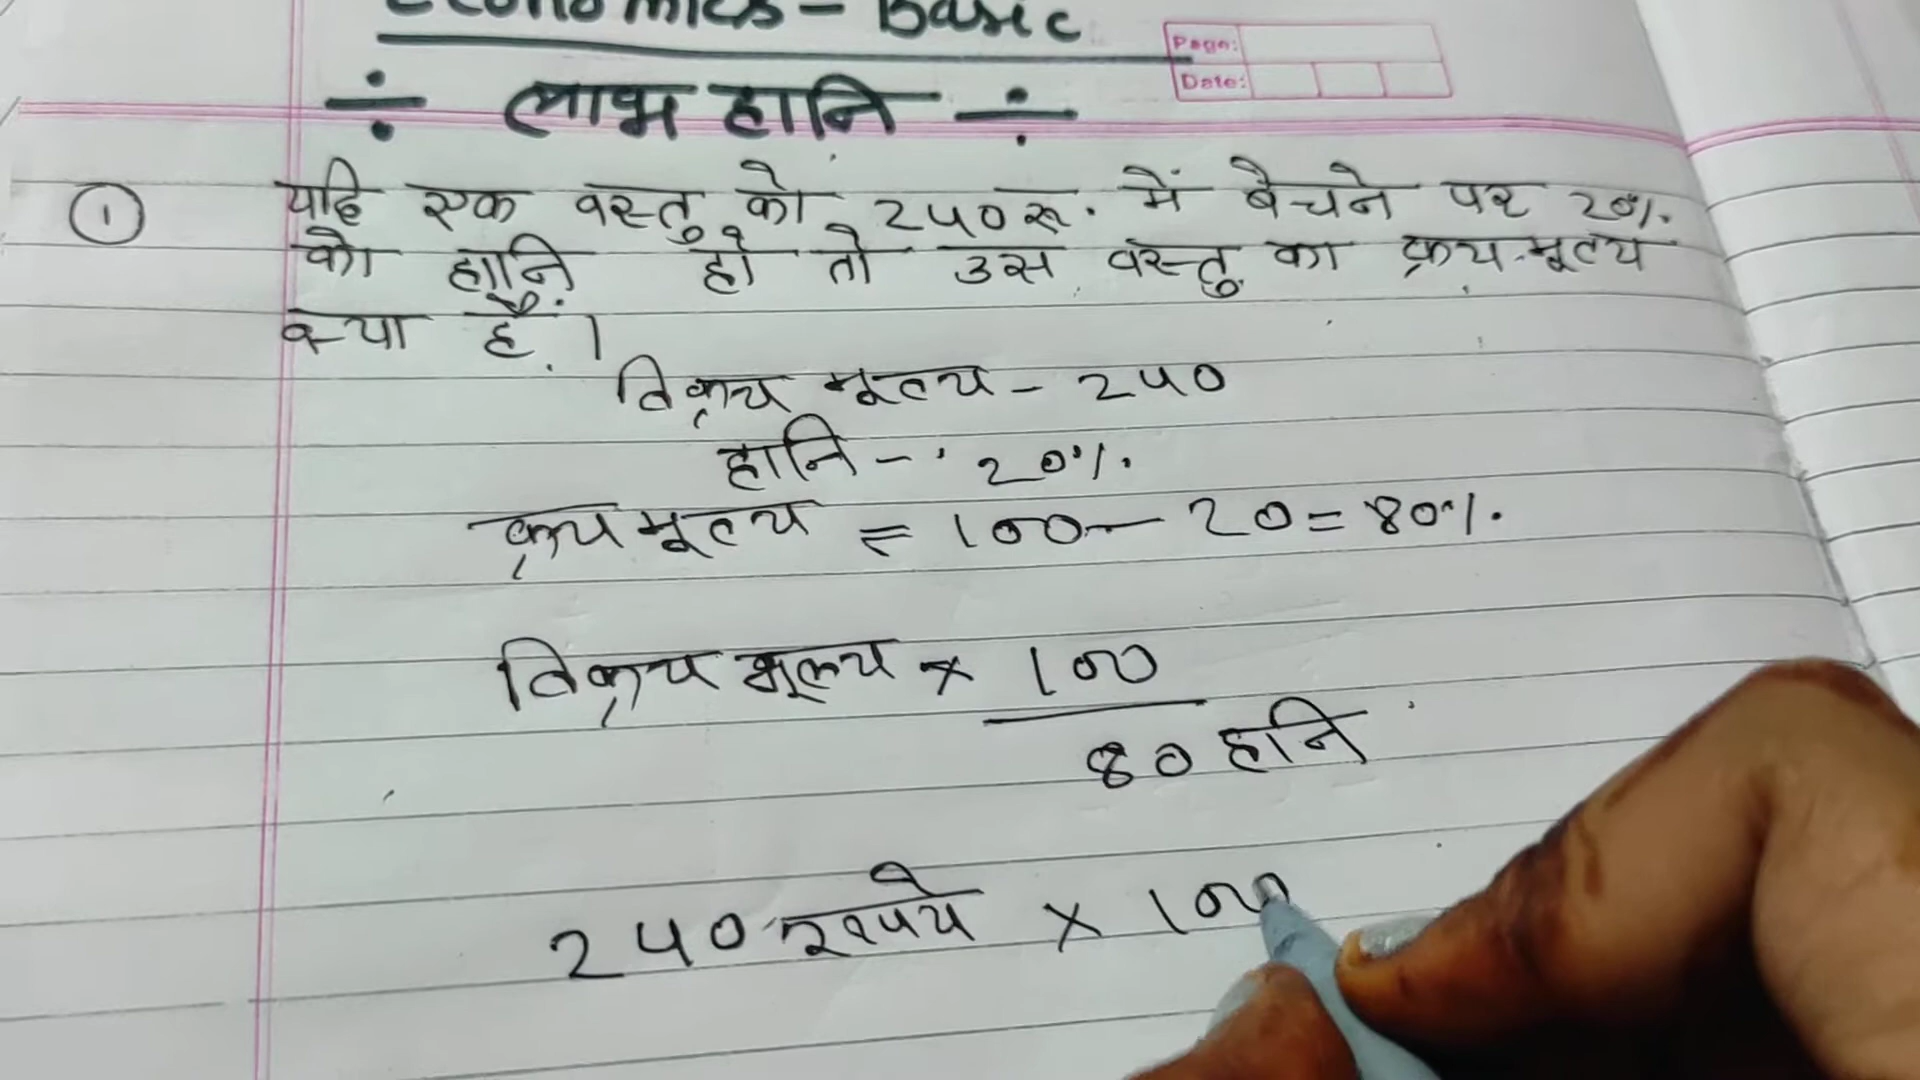 Economics - Basic
Page:
Date:
÷ लाभ हानि ÷
① यदि एक वस्तु को 240 रू. में बैचने पर 20%.
की हानि हो तो उस वस्तु का क्रय मूल्य
क्या है।
विक्रय मूल्य - 240
हानि - 20%.
क्रय मूल्य = 100 - 20 = 80%.
विक्रय मूल्य × 100
80 हानि
240 रूपये × 100